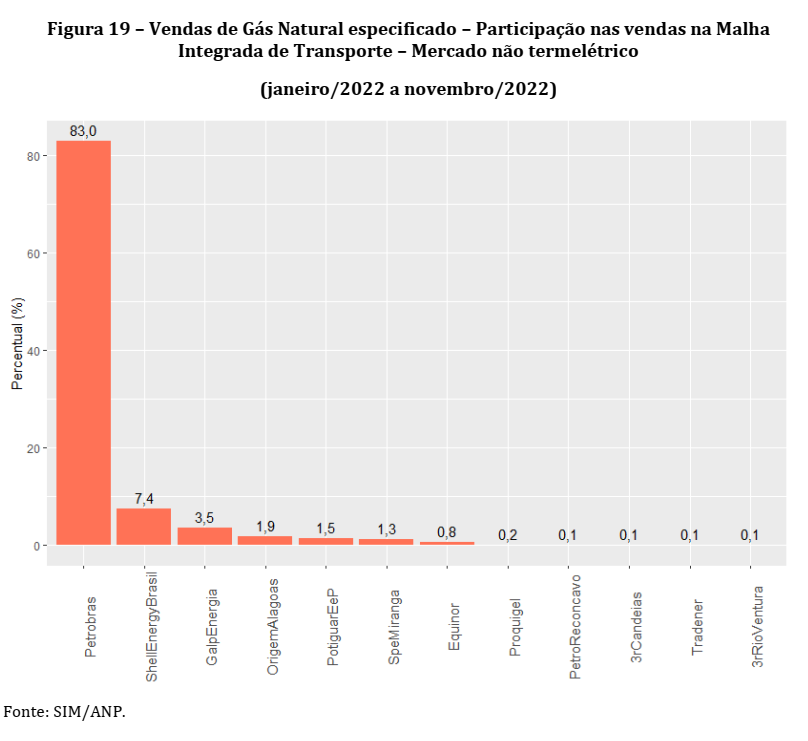 Figura 19 – Vendas de Gás Natural especificado – Participação nas vendas na Malha
Integrada de Transporte – Mercado não termelétrico
(janeiro/2022 a novembro/2022)
Percentual (%)
80
60
40
20
0
83,0
7,4
3,5
1,9
1,5
1,3
0,8
0,2
0,1
0,1
0,1
0,1
Petrobras
ShellEnergyBrasil
GalpEnergia
OrigemAlagoas
PotiguarEeP
SpeMiranga
Equinor
Proquigel
PetroReconcavo
3rCandeias
Tradener
3rRioVentura
Fonte: SIM/ANP.